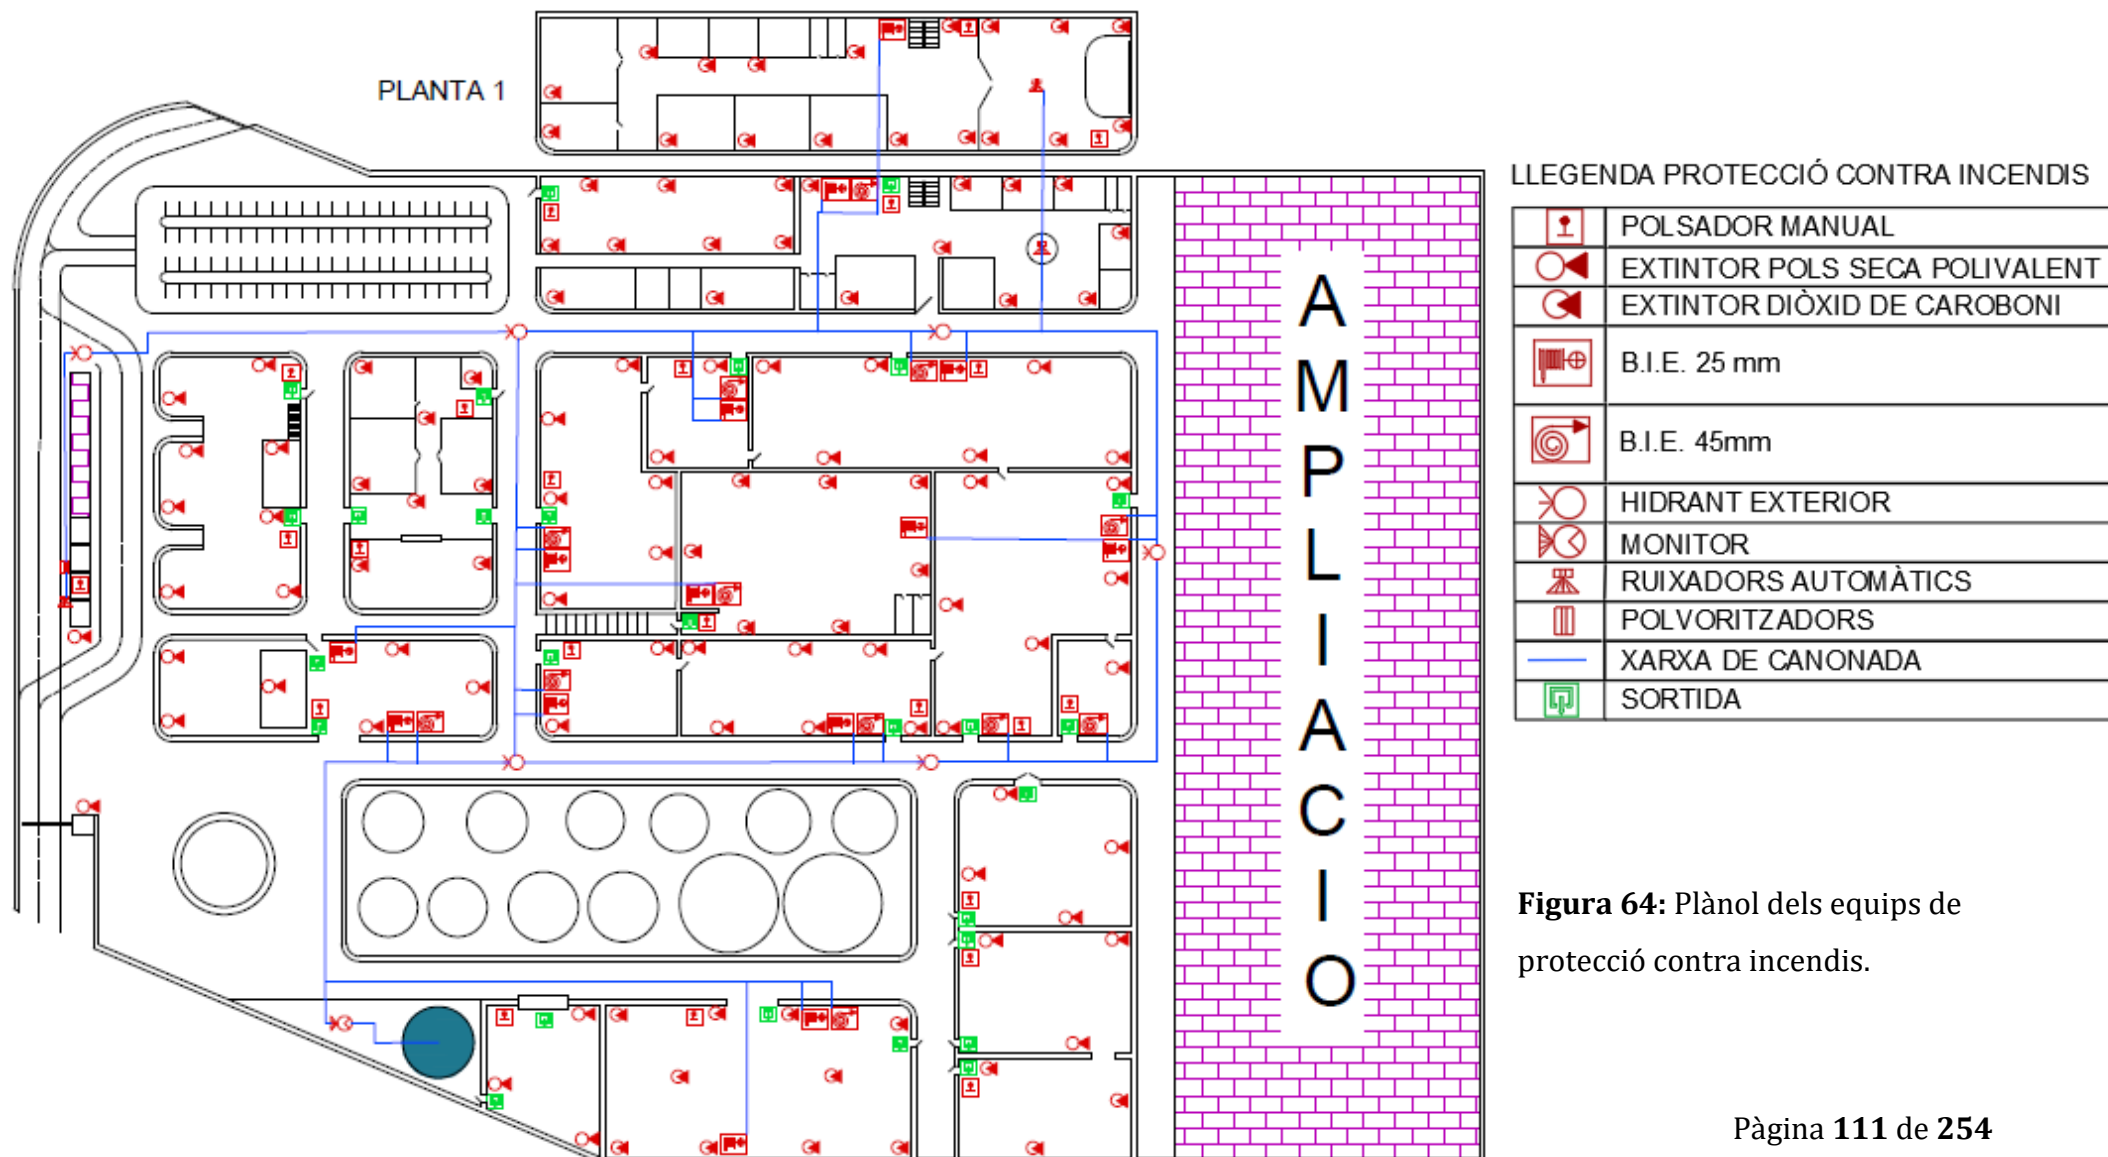 PLANTA 1
LLEGENDA PROTECCIÓ CONTRA INCENDIS
POLSADOR MANUAL
EXTINTOR POLS SECA POLIVALENT
EXTINTOR DIÒXID DE CAROBONI
B.I.E. 25 mm
B.I.E. 45mm
HIDRANT EXTERIOR
MONITOR
RUIXADORS AUTOMÀTICS
POLVORITZADORS
XARXA DE CANONADA
SORTIDA
AMPLIACIO
Figura 64: Plànol dels equips de
protecció contra incendis.
Pàgina 111 de 254